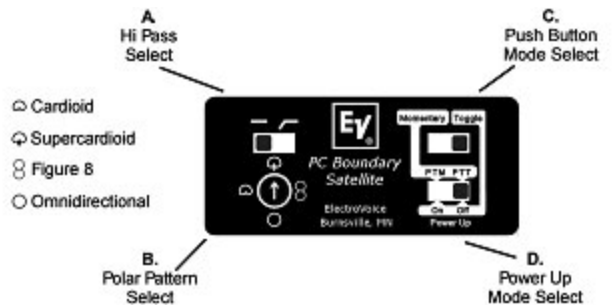 A.
Hi Pass
Select
C.
Push Button
Mode Select
Cardioid
Supercardioid
Figure 8
Omnidirectional
EV
Momentary Toggle
PC Boundary
Satellite
PTM PTT
ElectroVoice
Burnsville, MN
On Off
Power Up
B.
Polar Pattern
Select
D.
Power Up
Mode Select